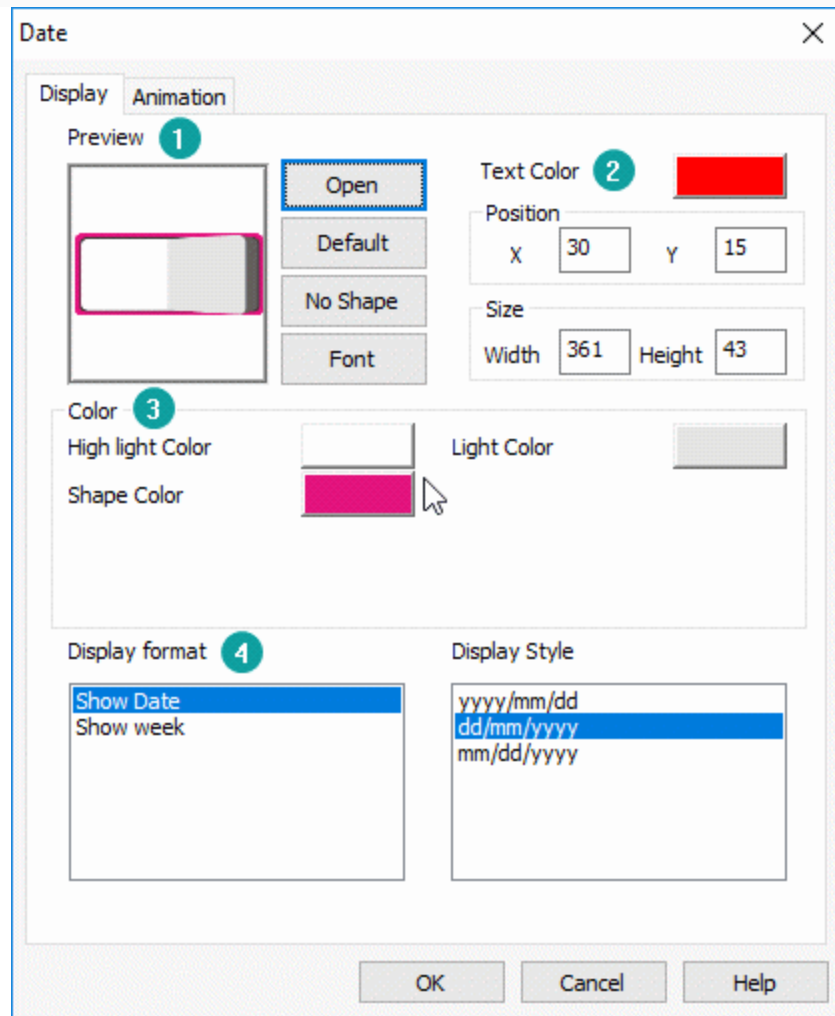 Date
Display
Animation
Preview 1
Open
Default
No Shape
Font
Text Color 2
Position
X 30 Y 15
Size
Width 361 Height 43
Color 3
High light Color
Light Color
Shape Color
Display format 4
Show Date
Show week
Display Style
yyyy/mm/dd
dd/mm/yyyy
mm/dd/yyyy
OK
Cancel
Help